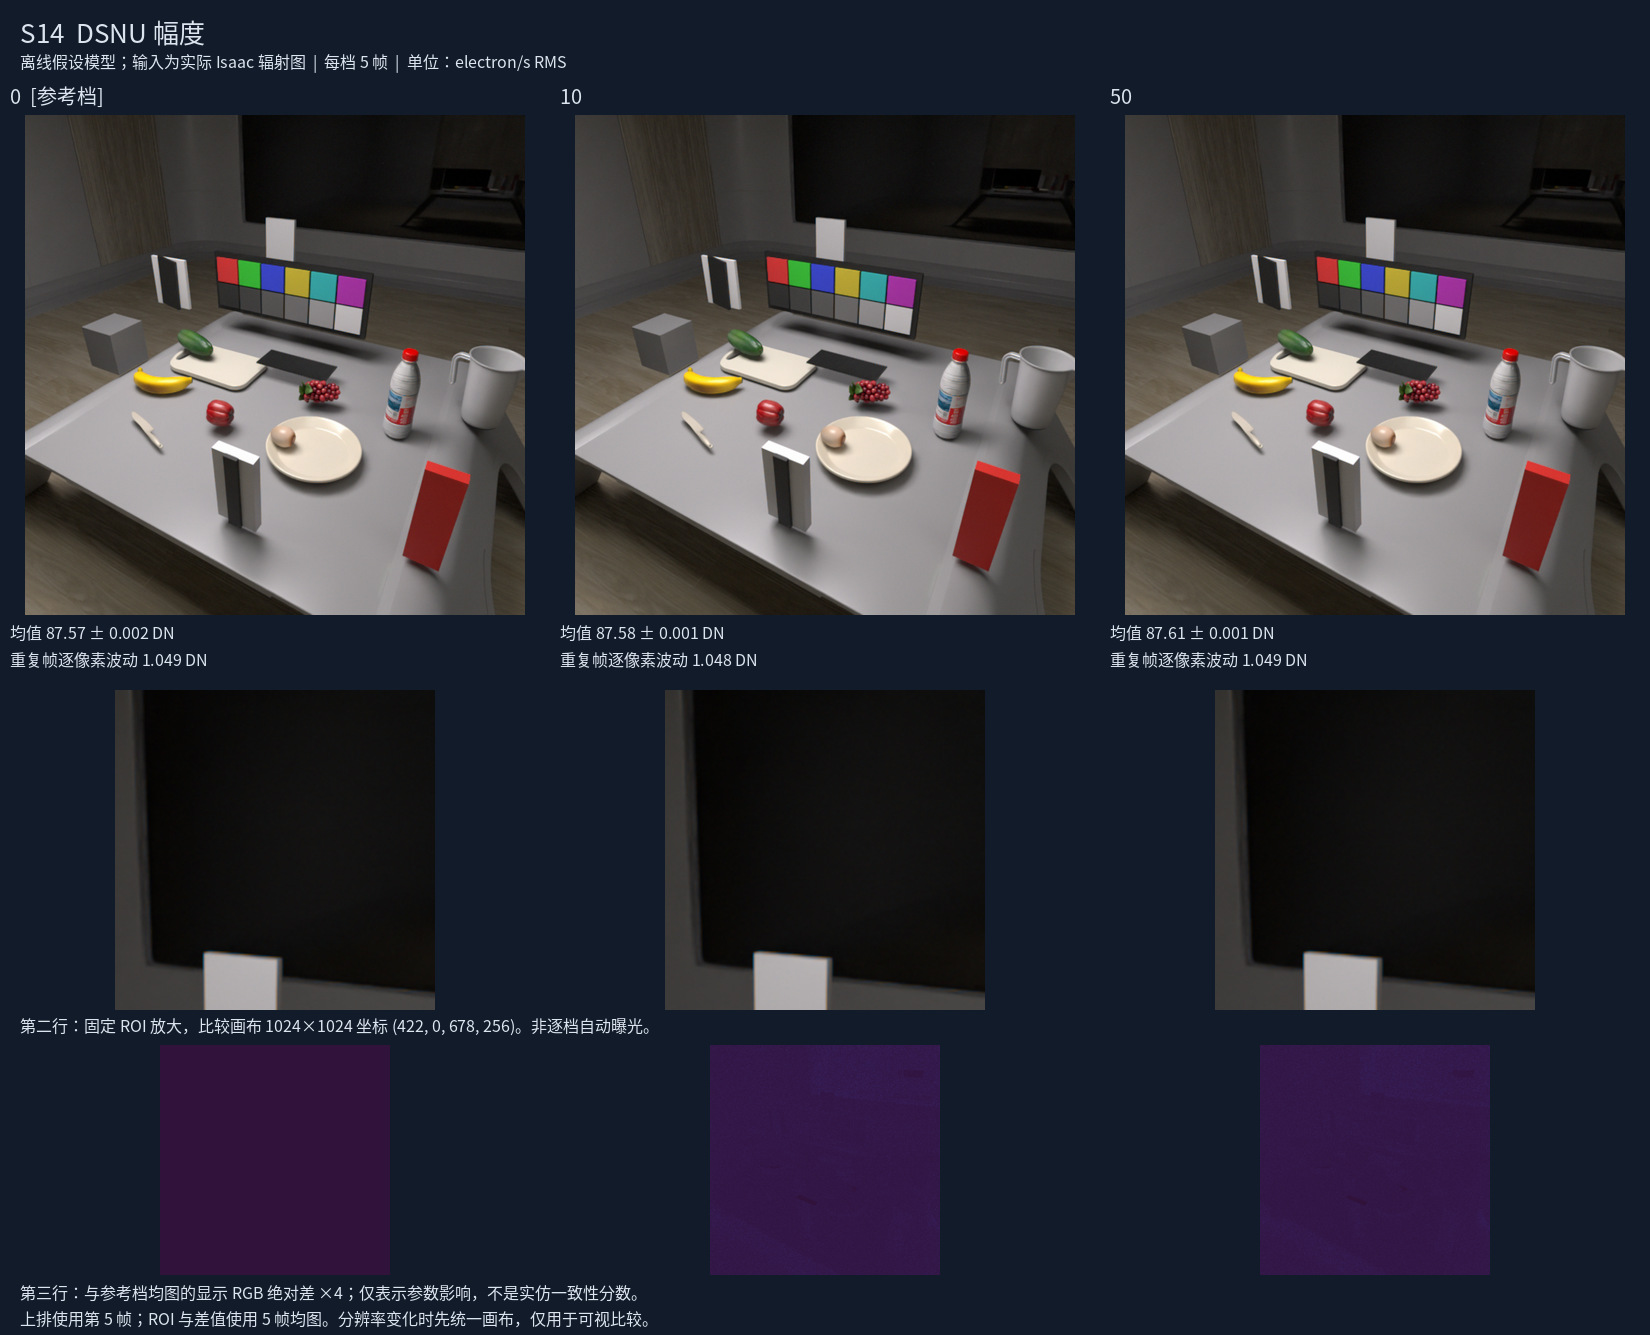 S14 DSNU 幅度
离线假设模型；输入为实际 Isaac 辐射图 | 每档 5 帧 | 单位：electron/s RMS
0 [参考档]
10
50
均值 87.57 ± 0.002 DN
重复帧逐像素波动 1.049 DN
均值 87.58 ± 0.001 DN
重复帧逐像素波动 1.048 DN
均值 87.61 ± 0.001 DN
重复帧逐像素波动 1.049 DN
第二行：固定 ROI 放大，比较画布 1024×1024 坐标 (422, 0, 678, 256)。非逐档自动曝光。
第三行：与参考档均图的显示 RGB 绝对差 ×4；仅表示参数影响，不是实仿一致性分数。
上排使用第 5 帧；ROI 与差值使用 5 帧均图。分辨率变化时先统一画布，仅用于可视比较。